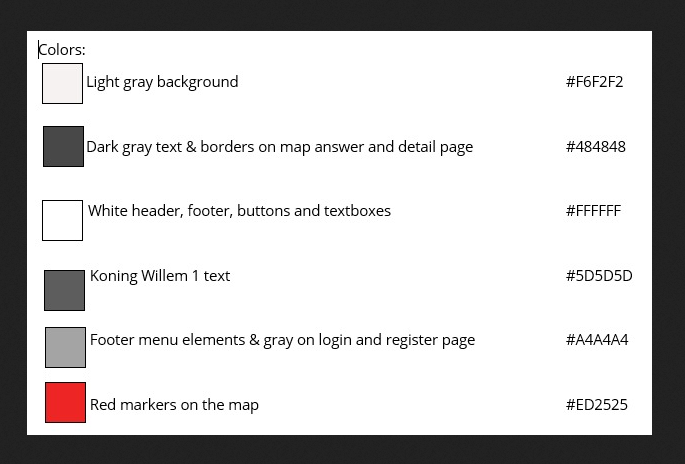 Colors:
Light gray background #F6F2F2
Dark gray text & borders on map answer and detail page #484848
White header, footer, buttons and textboxes #FFFFFF
Koning Willem 1 text #5D5D5D
Footer menu elements & gray on login and register page #A4A4A4
Red markers on the map #ED2525